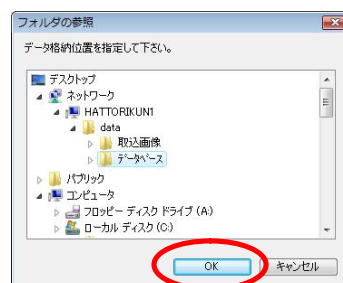 フォルダの参照
データ格納位置を指定して下さい。
デスクトップ
ネットワーク
HATTORIKUNI
data
取込画像
ﾃﾞｰﾀﾍﾞｰｽ
パブリック
コンピュータ
フロッピー ディスク ドライブ (A:)
ローカル ディスク (C:)
OK キャンセル